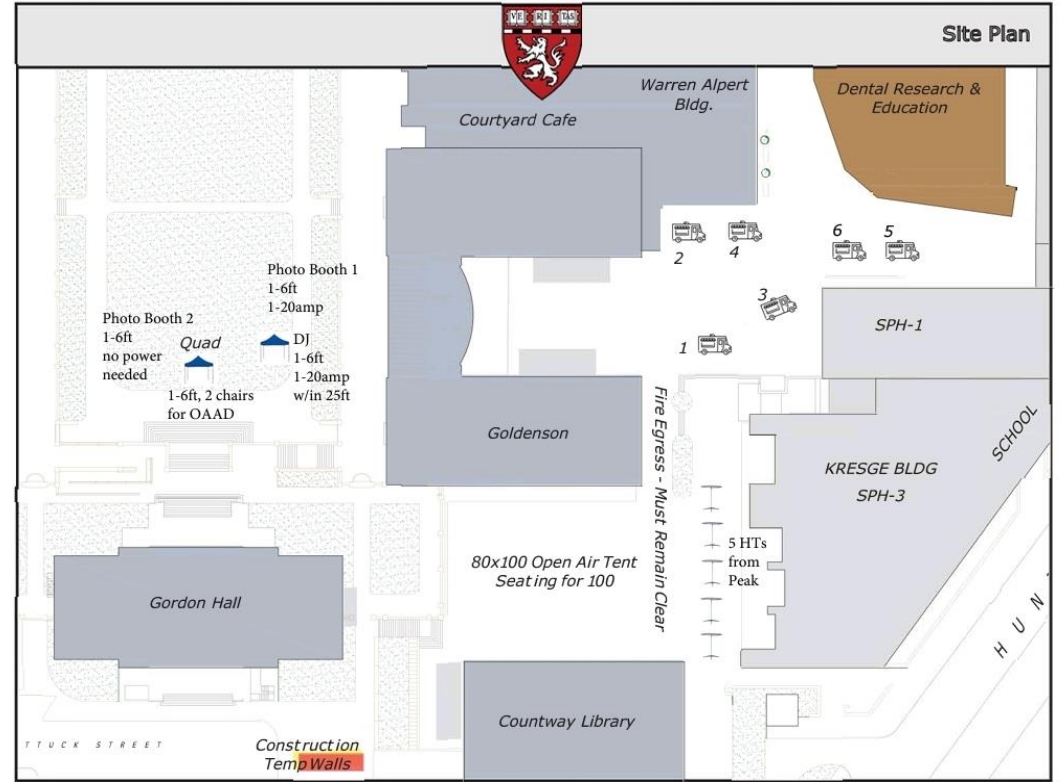 VE RI TAS
Site Plan
Warren Alpert
Bldg.
Courtyard Cafe
Dental Research &
Education
2
4
6
5
3
1
Photo Booth 1
1-6ft
1-20amp
Photo Booth 2
1-6ft
no power
needed
Quad
DJ
1-6ft
1-20amp
w/in 25ft
1-6ft, 2 chairs
for OAAD
SPH-1
Goldenson
Fire Egress - Must Remain Clear
KRESGE BLDG
SPH-3
SCHOOL
80x100 Open Air Tent
Seating for 100
5 HTs
from
Peak
Gordon Hall
HUN
Countway Library
TTUCK STREET
Construction
Temp Walls